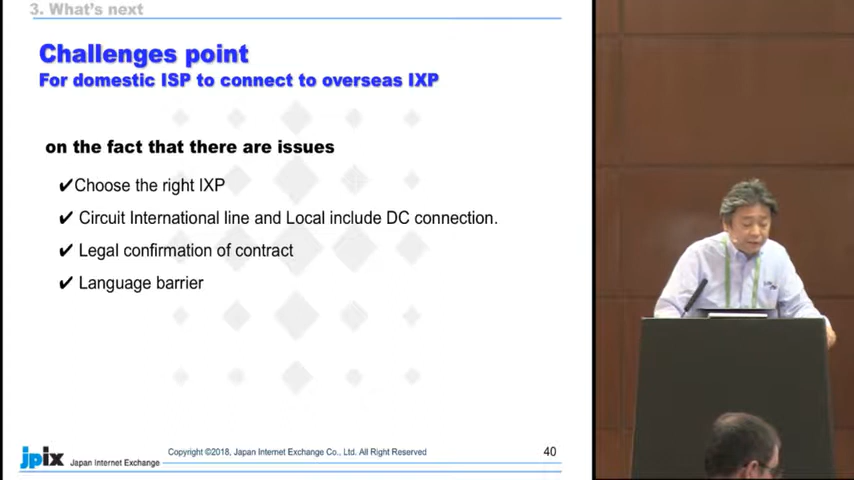 3. What's next
Challenges point
For domestic ISP to connect to overseas IXP
on the fact that there are issues
✔Choose the right IXP
✔ Circuit International line and Local include DC connection.
✔ Legal confirmation of contract
✔ Language barrier
jpix Japan Internet Exchange
Copyright ©2018, Japan Internet Exchange Co., Ltd. All Right Reserved
40